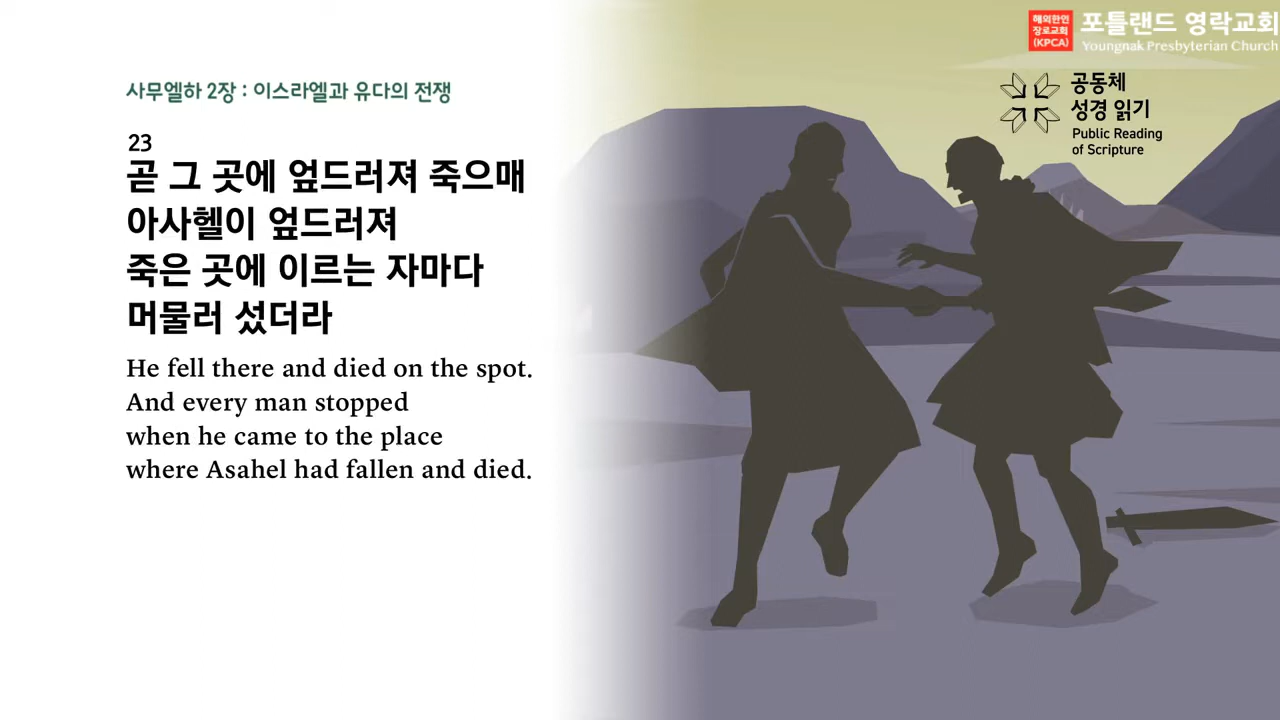 해외한인
장로교회
(KPCA)
포틀랜드 영락교회
Youngnak Presbyterian Church
공동체
성경 읽기
Public Reading
of Scripture
사무엘하 2장 : 이스라엘과 유다의 전쟁
23
곧 그 곳에 엎드러져 죽으매
아사헬이 엎드러져
죽은 곳에 이르는 자마다
머물러 섰더라
He fell there and died on the spot.
And every man stopped
when he came to the place
where Asahel had fallen and died.